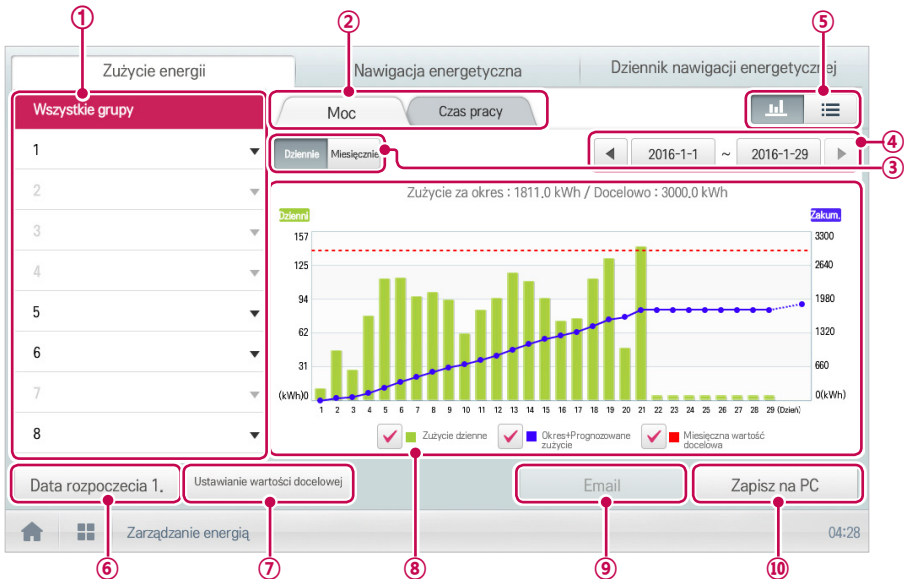 ① ② ⑤
Zużycie energii Nawigacja energetyczna Dziennik nawigacji energetycznej
Wszystkie grupy
Moc Czas pracy
1
2
3
4
5
6
7
8
Dziennie Miesięcznie
2016-1-1 ~ 2016-1-29
④
③
Zużycie za okres : 1811.0 kWh / Docelowo : 3000.0 kWh
Dzienni Zakum.
157 3300
125 2640
94 1980
62 1320
31 660
(kWh)0 0(kWh)
1 2 3 4 5 6 7 8 9 10 11 12 13 14 15 16 17 18 19 20 21 22 23 24 25 26 27 28 29 (Dzień)
Zużycie dzienne
Okres+Prognozowane zużycie
Miesięczna wartość docelowa
Data rozpoczecia 1. Ustawianie wartości docelowej Email Zapisz na PC
Zarządzanie energią 04:28
⑥ ⑦ ⑧ ⑨ ⑩